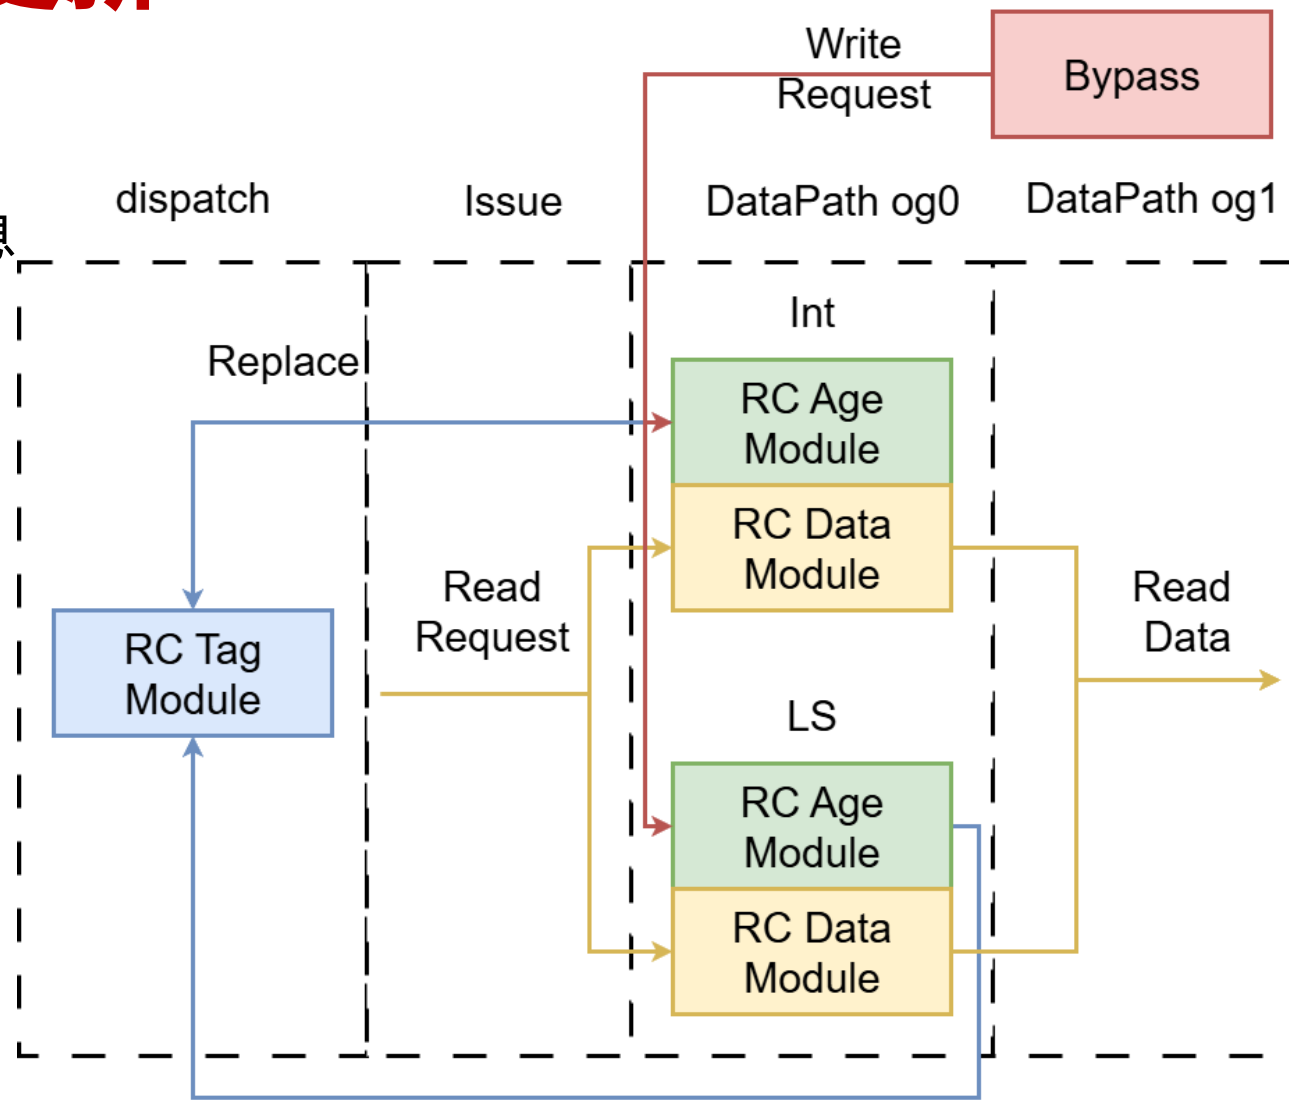 Write
Request
Bypass
dispatch
Issue
DataPath og0
DataPath og1
Int
Replace
RC Age
Module
RC Data
Module
Read
Request
Read
Data
RC Tag
Module
LS
RC Age
Module
RC Data
Module